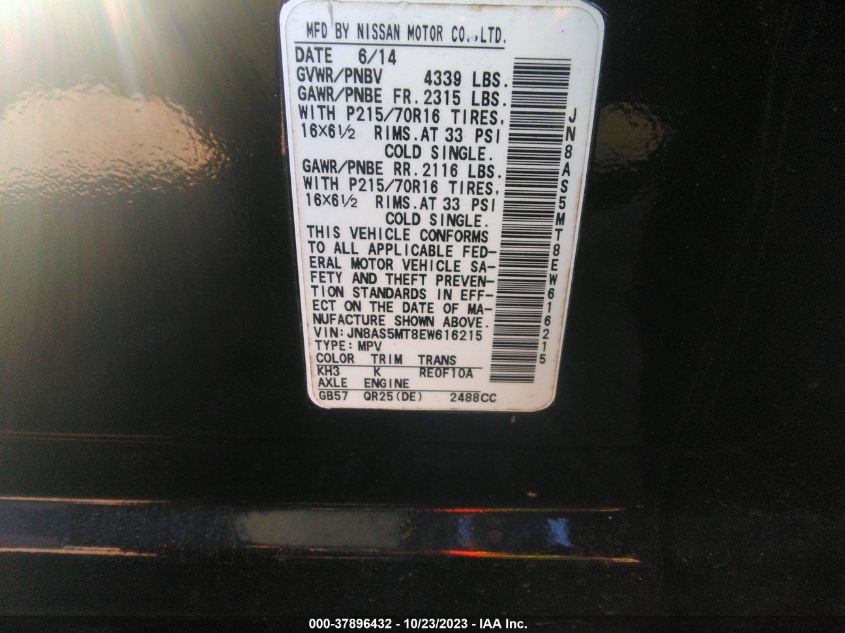 MFD BY NISSAN MOTOR CO.,LTD.
DATE 6/14
GVWR/PNBV 4339 LBS.
GAWR/PNBE FR. 2315 LBS.
WITH P215/70R16 TIRES,
16X6½ RIMS. AT 33 PSI
COLD SINGLE.
GAWR/PNBE RR. 2116 LBS.
WITH P215/70R16 TIRES,
16X6½ RIMS. AT 33 PSI
COLD SINGLE.
THIS VEHICLE CONFORMS
TO ALL APPLICABLE FED-
ERAL MOTOR VEHICLE SA-
FETY AND THEFT PREVEN-
TION STANDARDS IN EFF-
ECT ON THE DATE OF MA-
NUFACTURE SHOWN ABOVE.
VIN: JN8AS5MT8EW616215
TYPE: MPV
COLOR TRIM TRANS
KH3 K RE0F10A
AXLE ENGINE
GB57 QR25(DE) 2488CC
JN8AS5MT8EW616215
000-37896432 - 10/23/2023 - IAA Inc.